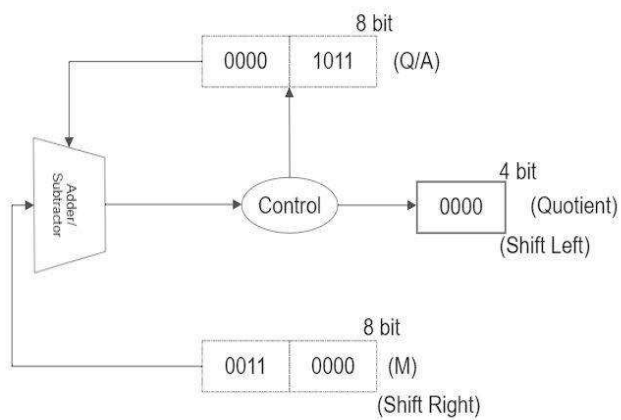 8 bit
0000 1011 (Q/A)
Adder/
Subtractor
Control
4 bit
0000 (Quotient)
(Shift Left)
8 bit
0011 0000 (M)
(Shift Right)